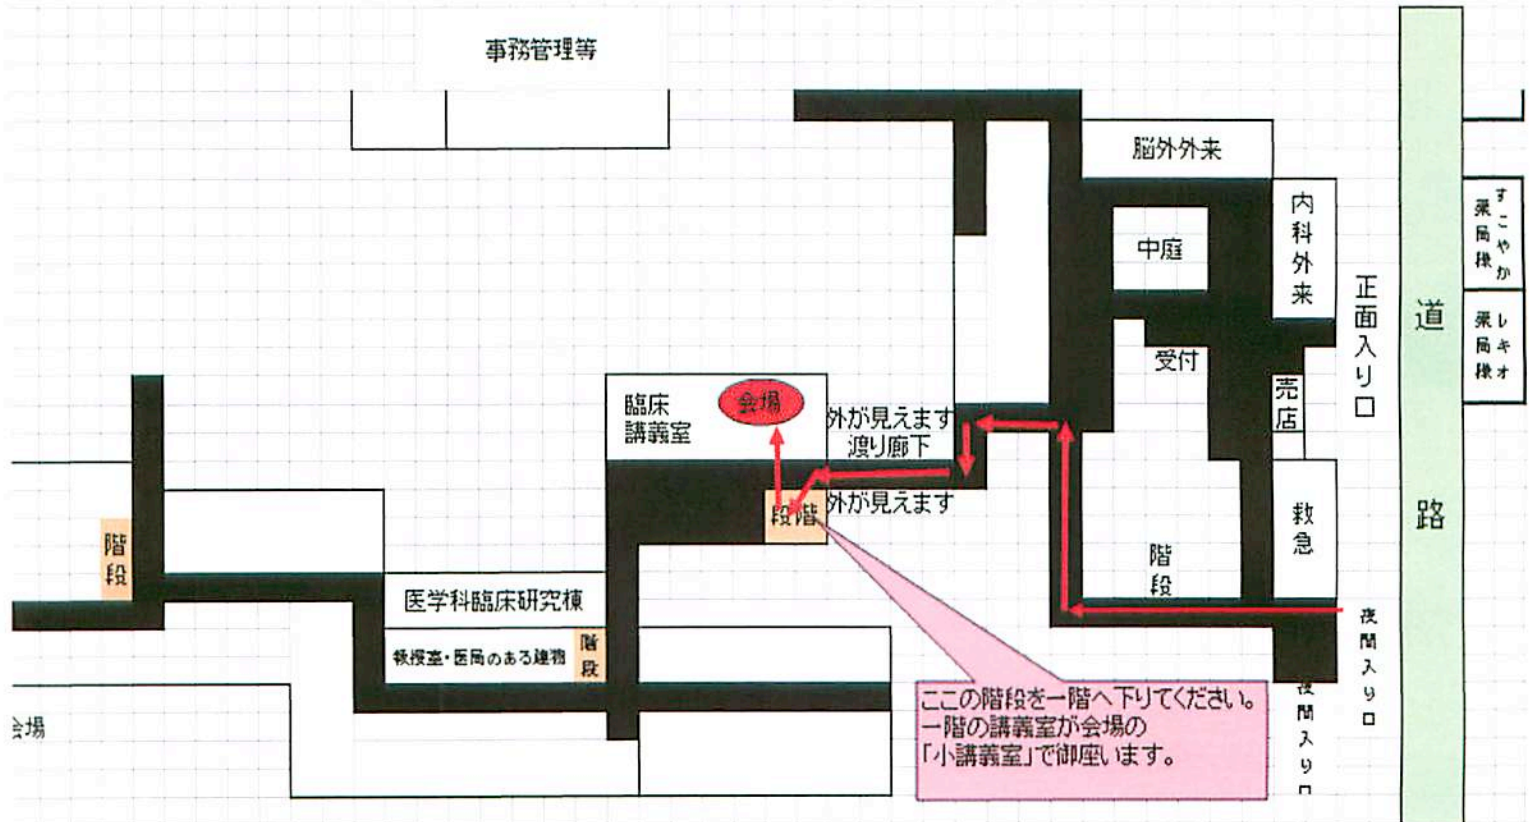 事務管理等
脳外外来
内科外来
中庭
受付
売店
正面入り口
道路
すこやか
薬局様
レキオ
薬局様
臨床
講義室
会場
外が見えます
渡り廊下
外が見えます
段階
救急
階段
階段
医学科臨床研究棟
教授室・医局のある建物
階段
夜間入り口
夜間入り口
会場
ここの階段を一階へ下りてください。
一階の講義室が会場の
「小講義室」で御座います。